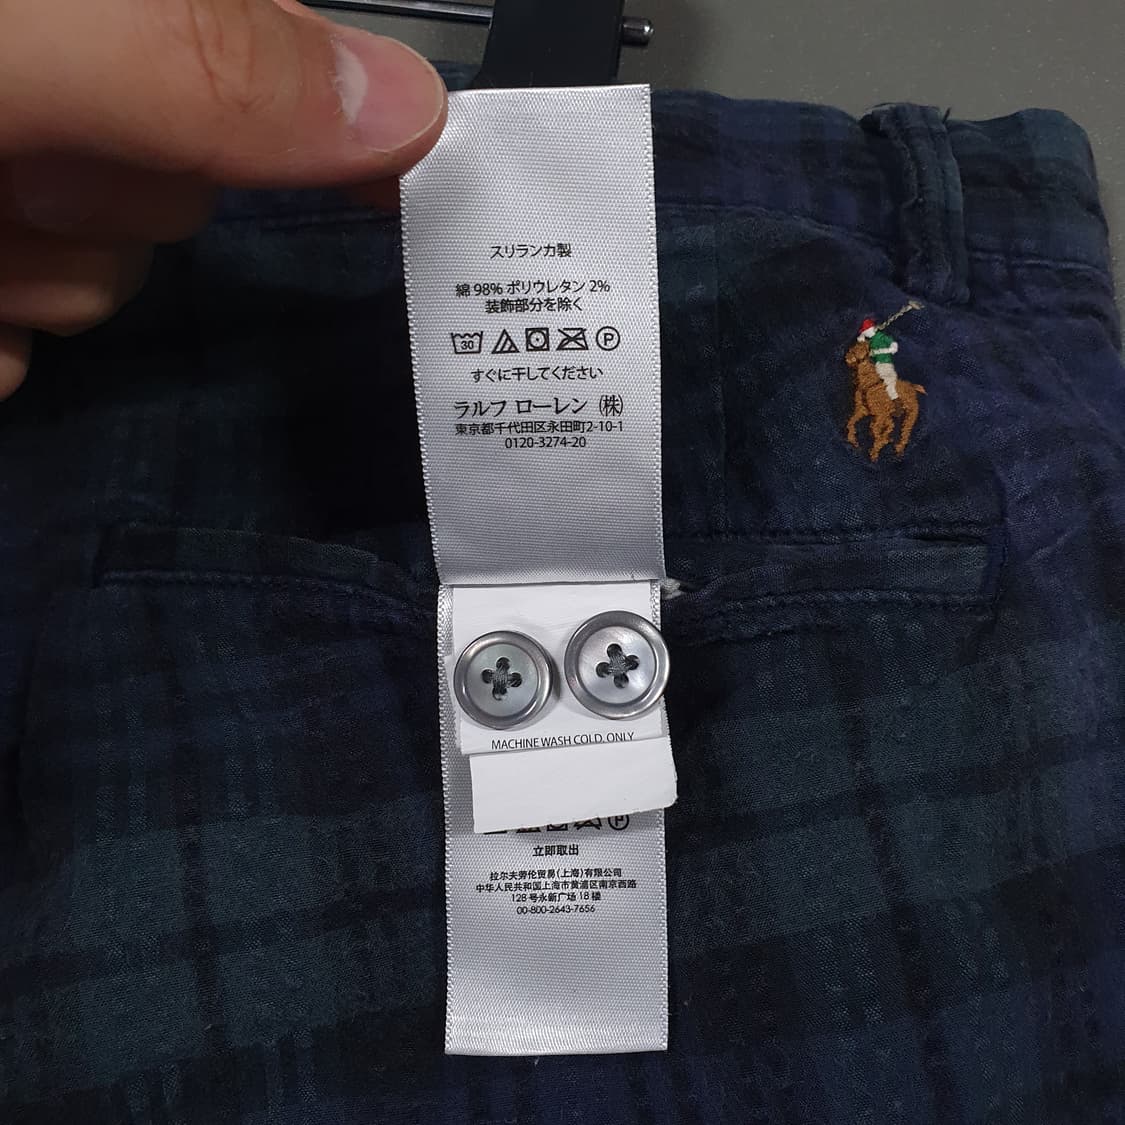 スリランカ製
綿 98% ポリウレタン 2%
装飾部分を除く
30 P
すぐに干してください
ラルフ ローレン (株)
東京都千代田区永田町2-10-1
0120-3274-20
MACHINE WASH COLD, ONLY
P
立即取出
拉尔夫劳伦贸易(上海)有限公司
中华人民共和国上海市黄浦区南京西路
128 号永新广场 18 楼
00-800-2643-7656